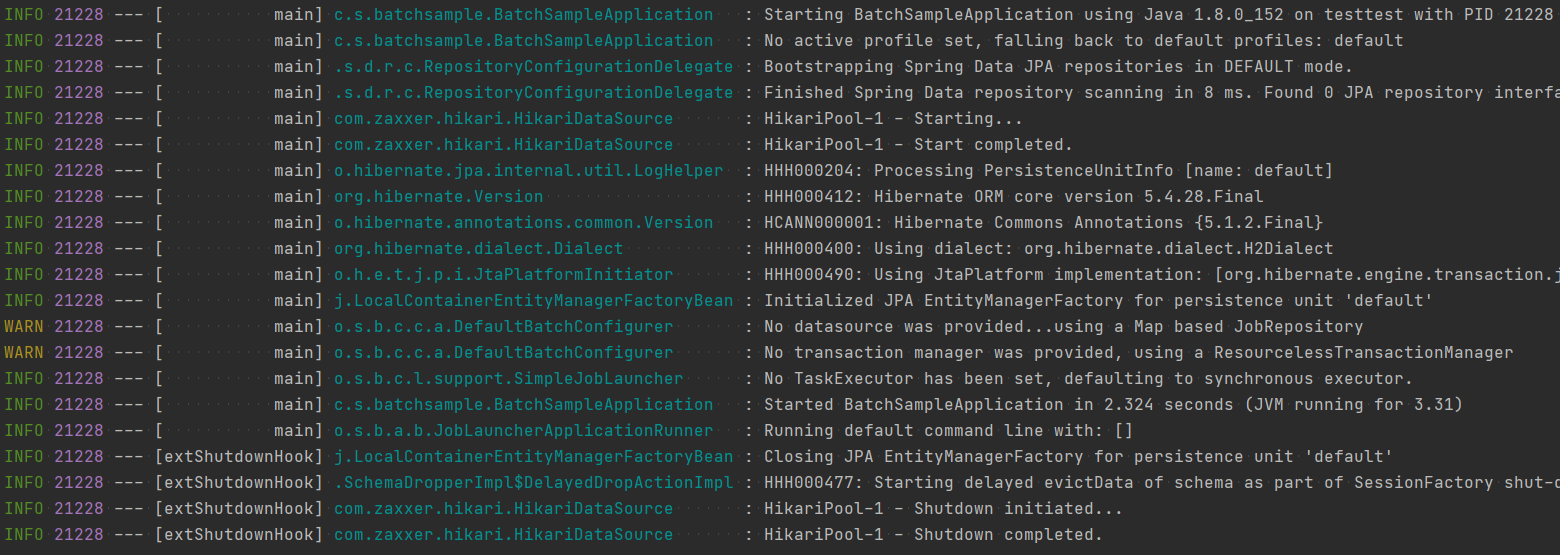 INFO 21228 --- [           main] c.s.batchsample.BatchSampleApplication   : Starting BatchSampleApplication using Java 1.8.0_152 on testtest with PID 21228
INFO 21228 --- [           main] c.s.batchsample.BatchSampleApplication   : No active profile set, falling back to default profiles: default
INFO 21228 --- [           main] .s.d.r.c.RepositoryConfigurationDelegate : Bootstrapping Spring Data JPA repositories in DEFAULT mode.
INFO 21228 --- [           main] .s.d.r.c.RepositoryConfigurationDelegate : Finished Spring Data repository scanning in 8 ms. Found 0 JPA repository interfa
INFO 21228 --- [           main] com.zaxxer.hikari.HikariDataSource       : HikariPool-1 - Starting...
INFO 21228 --- [           main] com.zaxxer.hikari.HikariDataSource       : HikariPool-1 - Start completed.
INFO 21228 --- [           main] o.hibernate.jpa.internal.util.LogHelper  : HHH000204: Processing PersistenceUnitInfo [name: default]
INFO 21228 --- [           main] org.hibernate.Version                    : HHH000412: Hibernate ORM core version 5.4.28.Final
INFO 21228 --- [           main] o.hibernate.annotations.common.Version   : HCANN000001: Hibernate Commons Annotations {5.1.2.Final}
INFO 21228 --- [           main] org.hibernate.dialect.Dialect            : HHH000400: Using dialect: org.hibernate.dialect.H2Dialect
INFO 21228 --- [           main] o.h.e.t.j.p.i.JtaPlatformInitiator       : HHH000490: Using JtaPlatform implementation: [org.hibernate.engine.transaction.j
INFO 21228 --- [           main] j.LocalContainerEntityManagerFactoryBean : Initialized JPA EntityManagerFactory for persistence unit 'default'
WARN 21228 --- [           main] o.s.b.c.c.a.DefaultBatchConfigurer       : No datasource was provided...using a Map based JobRepository
WARN 21228 --- [           main] o.s.b.c.c.a.DefaultBatchConfigurer       : No transaction manager was provided, using a ResourcelessTransactionManager
INFO 21228 --- [           main] o.s.b.c.l.support.SimpleJobLauncher      : No TaskExecutor has been set, defaulting to synchronous executor.
INFO 21228 --- [           main] c.s.batchsample.BatchSampleApplication   : Started BatchSampleApplication in 2.324 seconds (JVM running for 3.31)
INFO 21228 --- [           main] o.s.b.a.b.JobLauncherApplicationRunner   : Running default command line with: []
INFO 21228 --- [extShutdownHook] j.LocalContainerEntityManagerFactoryBean : Closing JPA EntityManagerFactory for persistence unit 'default'
INFO 21228 --- [extShutdownHook] .SchemaDropperImpl$DelayedDropActionImpl : HHH000477: Starting delayed evictData of schema as part of SessionFactory shut-
INFO 21228 --- [extShutdownHook] com.zaxxer.hikari.HikariDataSource       : HikariPool-1 - Shutdown initiated...
INFO 21228 --- [extShutdownHook] com.zaxxer.hikari.HikariDataSource       : HikariPool-1 - Shutdown completed.